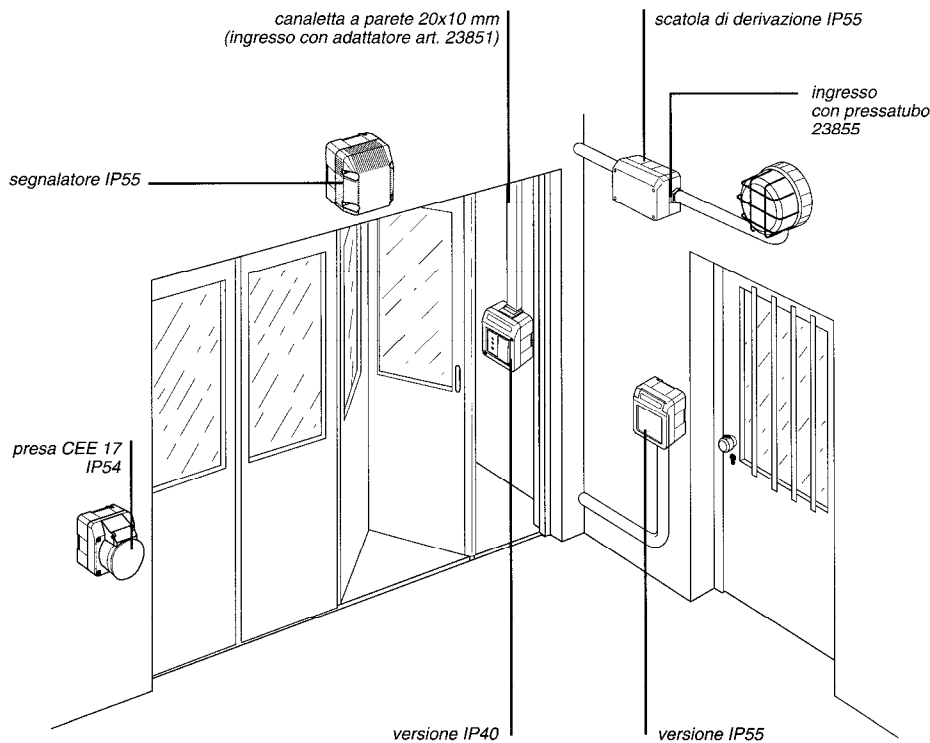 canaletta a parete 20x10 mm
(ingresso con adattatore art. 23851)
scatola di derivazione IP55
ingresso
con pressatubo
23855
segnalatore IP55
presa CEE 17
IP54
versione IP40
versione IP55